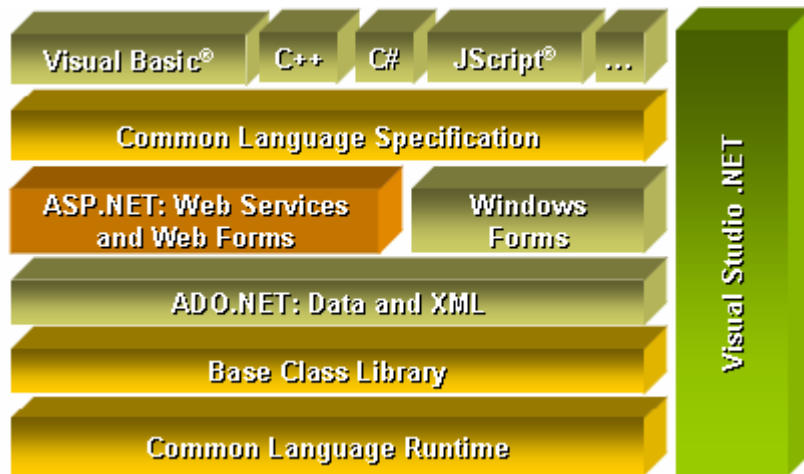 Visual Basic® C++ C# JScript® ...
Common Language Specification
ASP.NET: Web Services
and Web Forms
Windows
Forms
ADO.NET: Data and XML
Base Class Library
Common Language Runtime
Visual Studio .NET